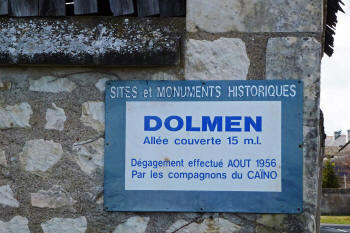 SITES et MONUMENTS HISTORIQUES
DOLMEN
Allée couverte 15 m.l.
Dégagement effectué AOUT 1956
Par les compagnons du CAÏNO